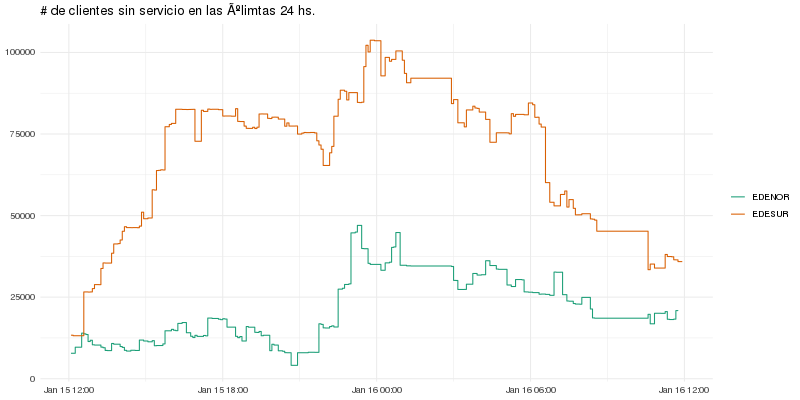 # de clientes sin servicio en las Ãºlimtas 24 hs.
100000
75000
50000
25000
0
Jan 15 12:00 Jan 15 18:00 Jan 16 00:00 Jan 16 06:00 Jan 16 12:00
EDENOR
EDESUR